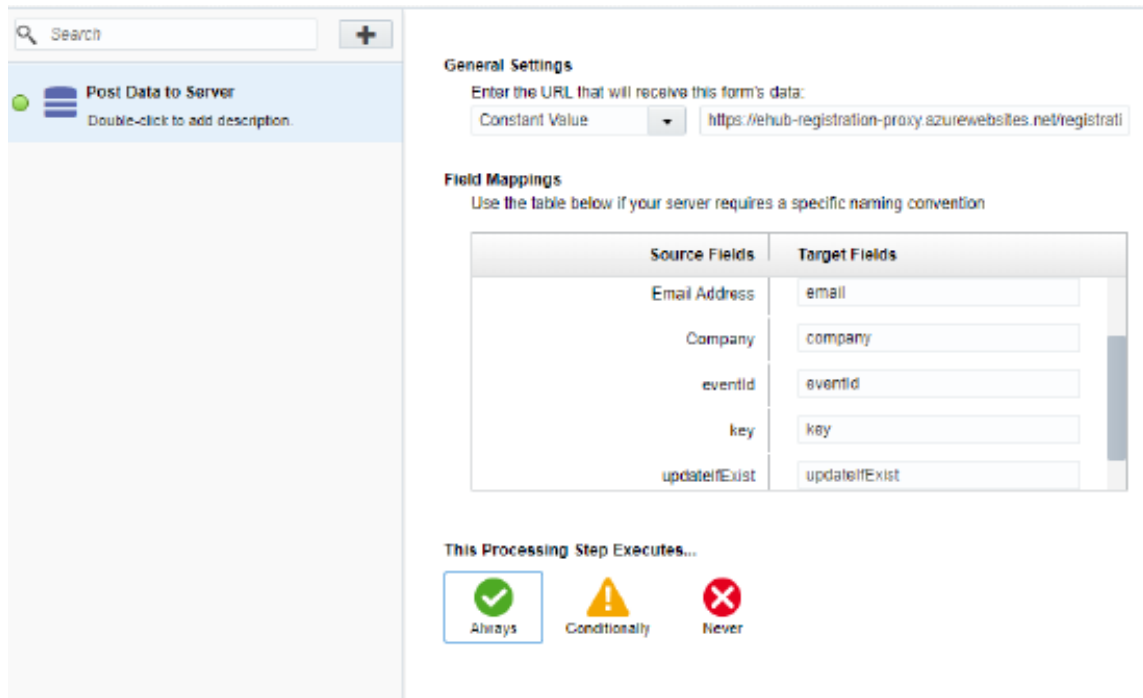 Search
Post Data to Server
Double-click to add description.
General Settings
Enter the URL that will receive this form's data:
Constant Value
https://ehub-registration-proxy.azurewebsites.net/registrati
Field Mappings
Use the table below if your server requires a specific naming convention
Source Fields Target Fields
Email Address email
Company company
eventId eventId
key key
updateIfExist updateIfExist
This Processing Step Executes...
Always Conditionally Never